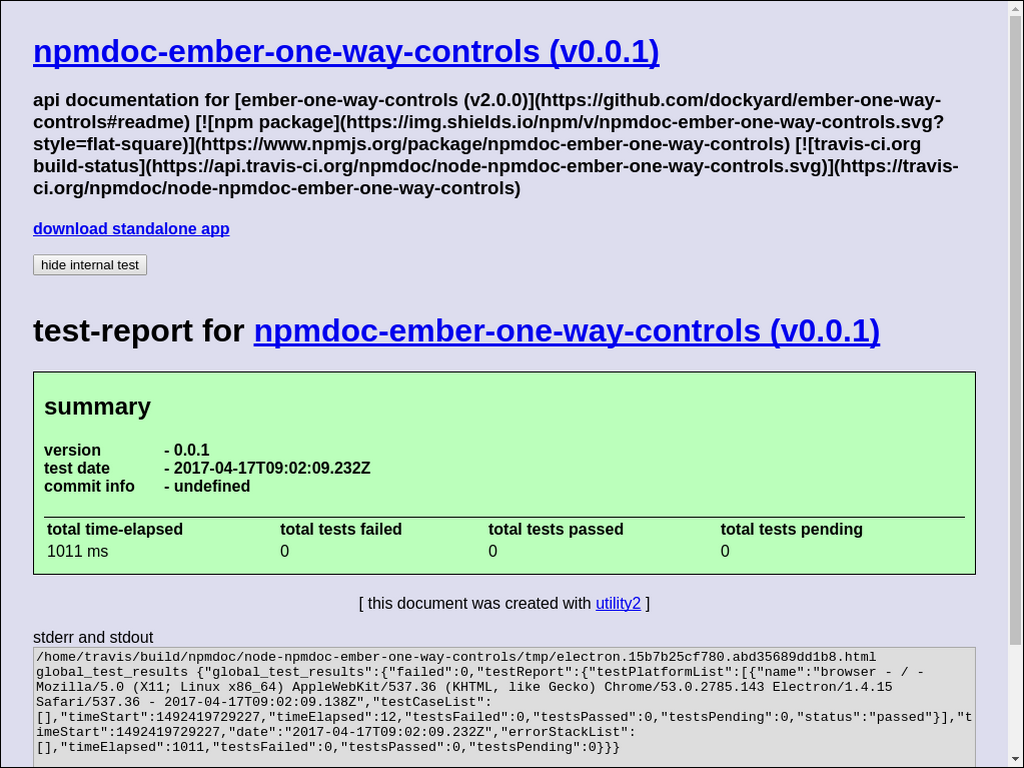 npmdoc-ember-one-way-controls (v0.0.1)
api documentation for [ember-one-way-controls (v2.0.0)](https://github.com/dockyard/ember-one-way-
controls#readme) [![npm package](https://img.shields.io/npm/v/npmdoc-ember-one-way-controls.svg?
style=flat-square)](https://www.npmjs.org/package/npmdoc-ember-one-way-controls) [![travis-ci.org
build-status](https://api.travis-ci.org/npmdoc/node-npmdoc-ember-one-way-controls.svg)](https://travis-
ci.org/npmdoc/node-npmdoc-ember-one-way-controls)
download standalone app
hide internal test
test-report for npmdoc-ember-one-way-controls (v0.0.1)
summary
version - 0.0.1
test date - 2017-04-17T09:02:09.232Z
commit info - undefined
total time-elapsed total tests failed total tests passed total tests pending
1011 ms 0 0 0
[ this document was created with utility2 ]
stderr and stdout
/home/travis/build/npmdoc/node-npmdoc-ember-one-way-controls/tmp/electron.15b7b25cf780.abd35689dd1b8.html
global_test_results {"global_test_results":{"failed":0,"testReport":{"testPlatformList":[{"name":"browser - / -
Mozilla/5.0 (X11; Linux x86_64) AppleWebKit/537.36 (KHTML, like Gecko) Chrome/53.0.2785.143 Electron/1.4.15
Safari/537.36 - 2017-04-17T09:02:09.138Z","testCaseList":
[],"timeStart":1492419729227,"timeElapsed":12,"testsFailed":0,"testsPassed":0,"testsPending":0,"status":"passed"}],"t
imeStart":1492419729227,"date":"2017-04-17T09:02:09.232Z","errorStackList":
[],"timeElapsed":1011,"testsFailed":0,"testsPassed":0,"testsPending":0}}}